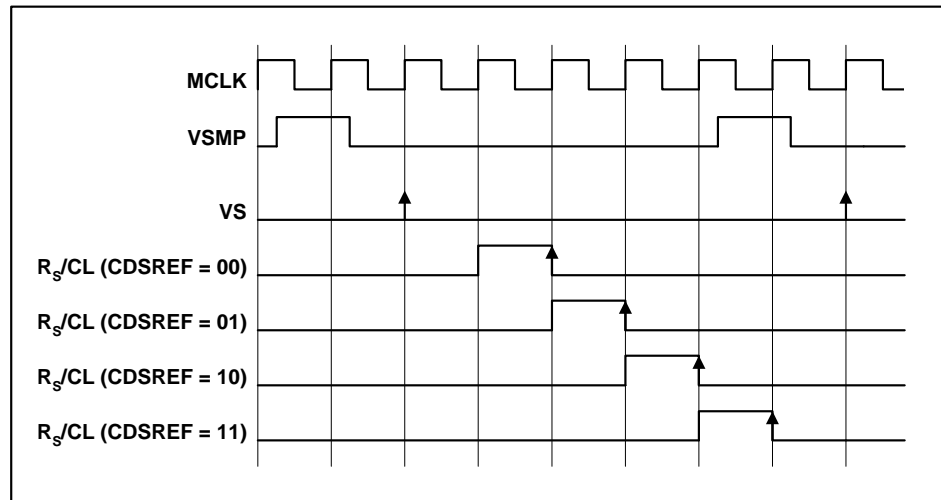 MCLK
VSMP
VS
RS/CL (CDSREF = 00)
RS/CL (CDSREF = 01)
RS/CL (CDSREF = 10)
RS/CL (CDSREF = 11)